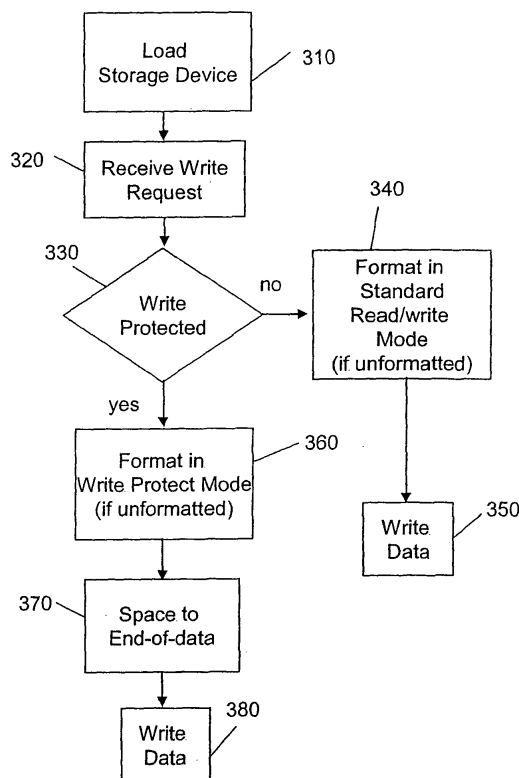 Load
Storage Device
310
320
Receive Write
Request
330
Write
Protected
no
340
Format in
Standard
Read/write
Mode
(if unformatted)
yes
Format in
Write Protect Mode
(if unformatted)
360
Write
Data
350
370
Space to
End-of-data
Write
Data
380